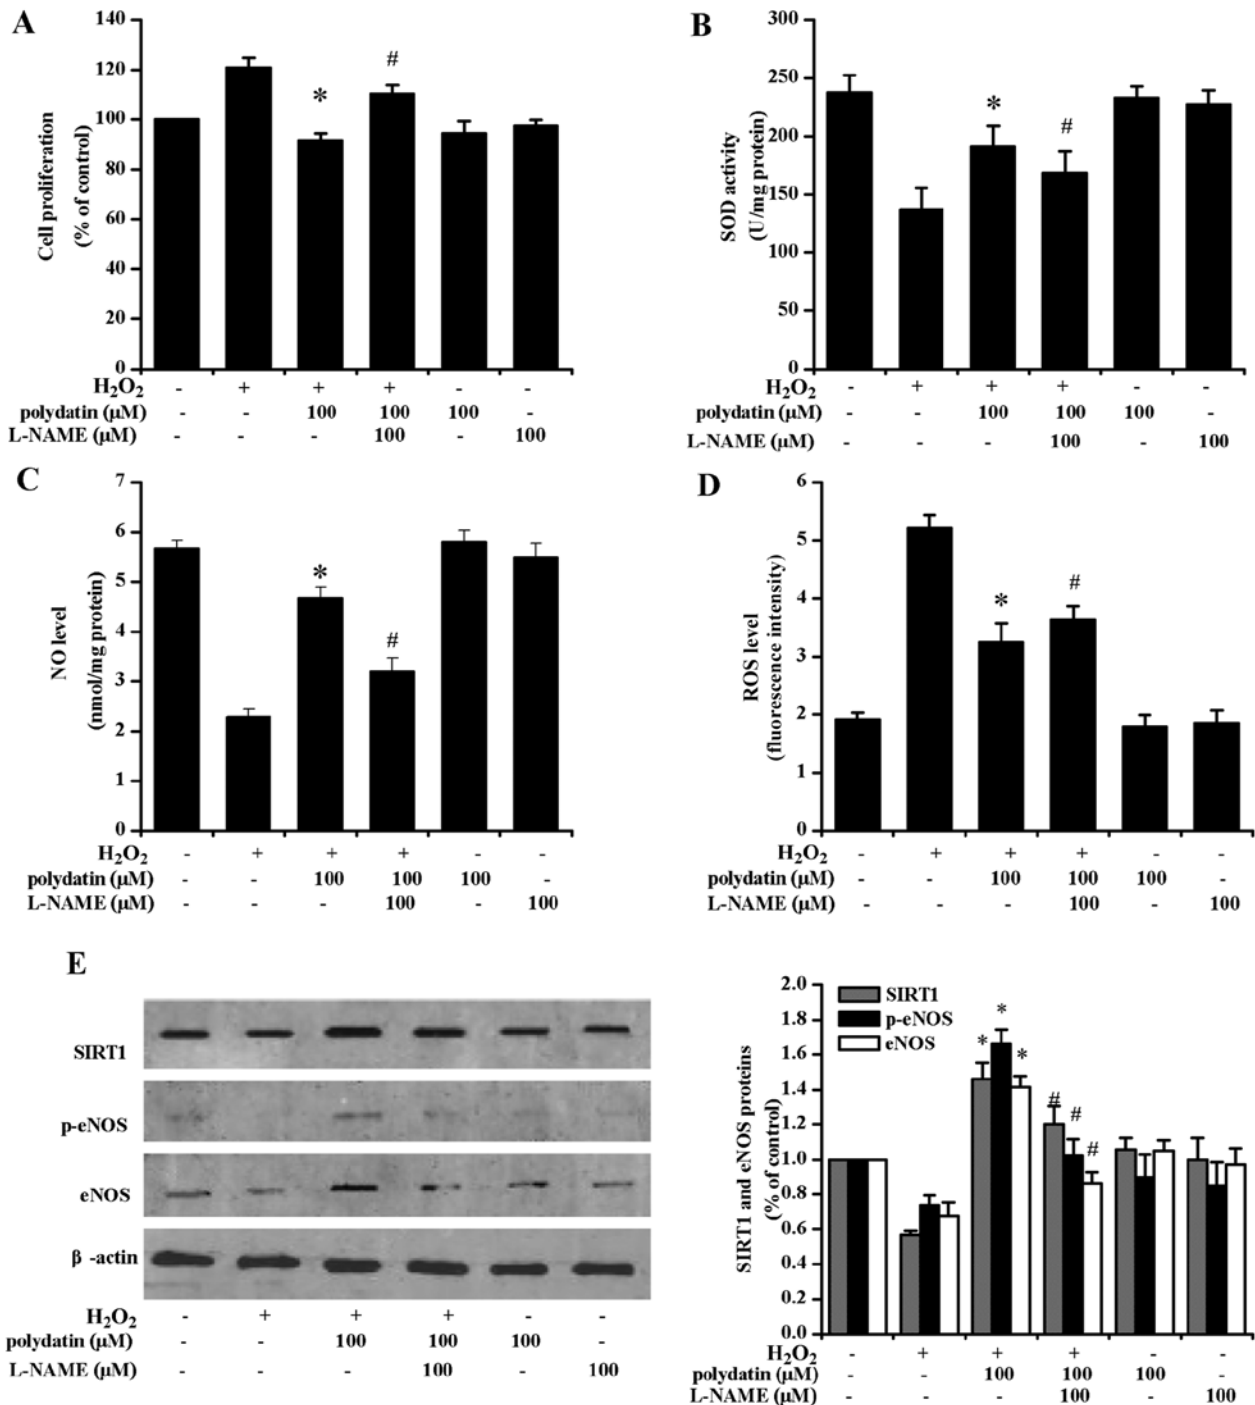 A
140
120
100
80
60
40
20
0
Cell proliferation
(% of control)
* #
H₂O₂ - + + + - -
polydatin (μM) - - 100 100 100 -
L-NAME (μM) - - - 100 - 100
B
300
250
200
150
100
50
0
SOD activity
(U/mg protein)
* #
H₂O₂ - + + + - -
polydatin (μM) - - 100 100 100 -
L-NAME (μM) - - - 100 - 100
C
7
6
5
4
3
2
1
0
NO level
(nmol/mg protein)
* #
H₂O₂ - + + + - -
polydatin (μM) - - 100 100 100 -
L-NAME (μM) - - - 100 - 100
D
6
5
4
3
2
1
0
ROS level
(fluorescence intensity)
* #
H₂O₂ - + + + - -
polydatin (μM) - - 100 100 100 -
L-NAME (μM) - - - 100 - 100
E
SIRT1
p-eNOS
eNOS
β -actin
H₂O₂ - + + + - -
polydatin (μM) - - 100 100 100 -
L-NAME (μM) - - - 100 - 100
2.0
1.8
1.6
1.4
1.2
1.0
0.8
0.6
0.4
0.2
0.0
SIRT1 and eNOS proteins
(% of control)
SIRT1
p-eNOS
eNOS
* * *
# # #
H₂O₂ - + + + - -
polydatin (μM) - - 100 100 100 -
L-NAME (μM) - - - 100 - 100